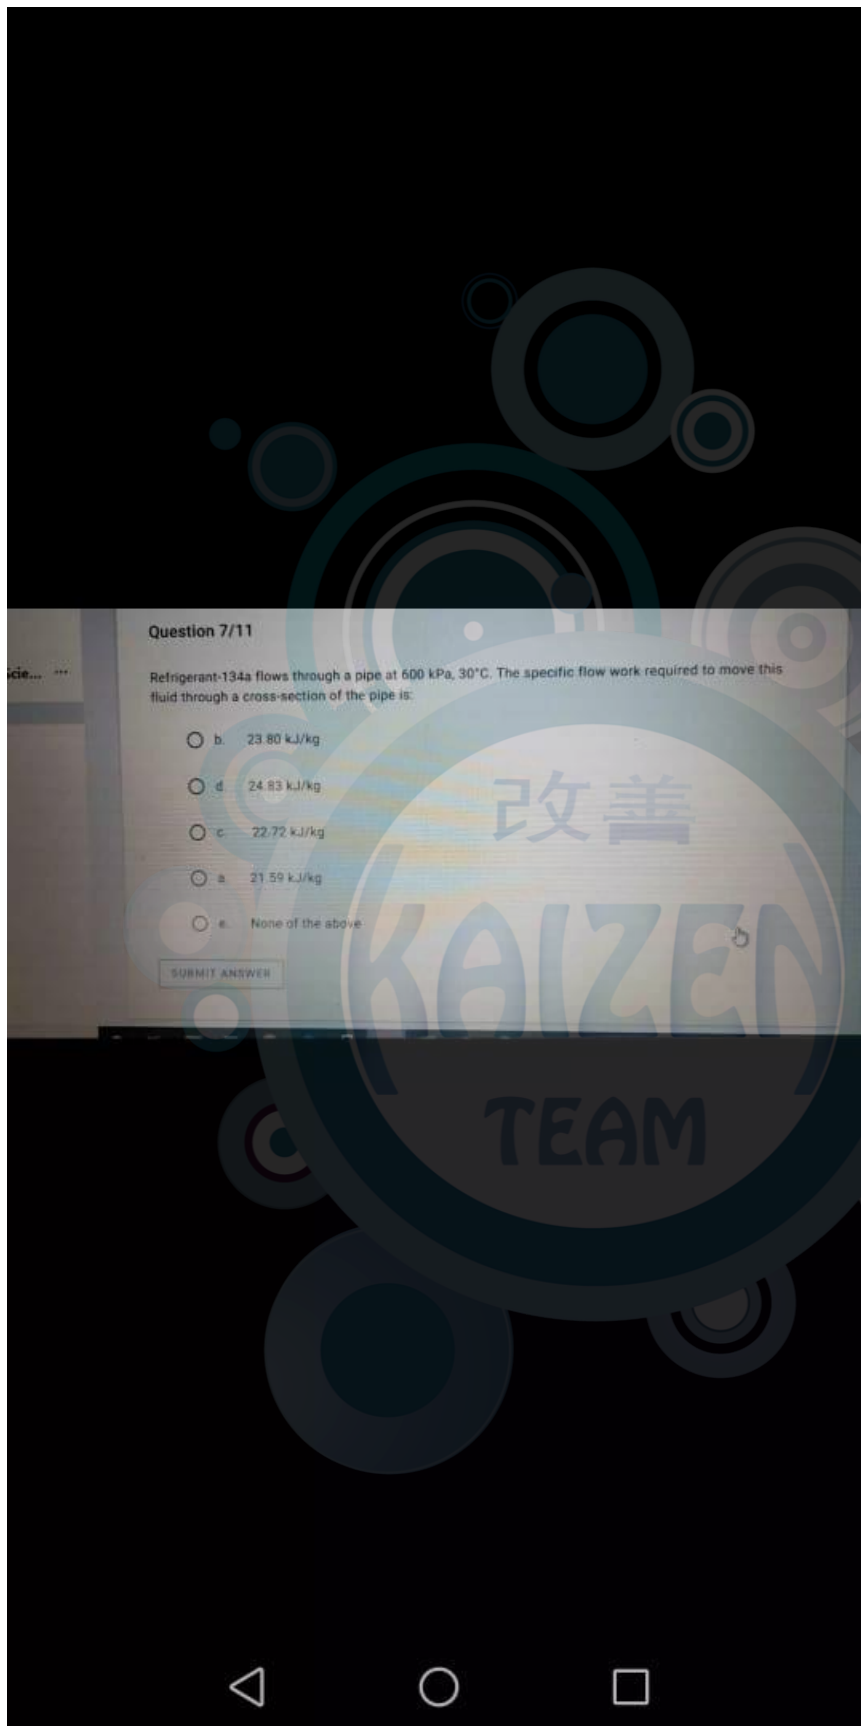 Question 7/11
scie... ...
Refrigerant-134a flows through a pipe at 600 kPa, 30°C. The specific flow work required to move this
fluid through a cross-section of the pipe is:
b. 23.80 kJ/kg
d. 24.83 kJ/kg
c. 22.72 kJ/kg
a. 21.59 kJ/kg
e. None of the above
SUBMIT ANSWER
改善
KAIZEN
TEAM